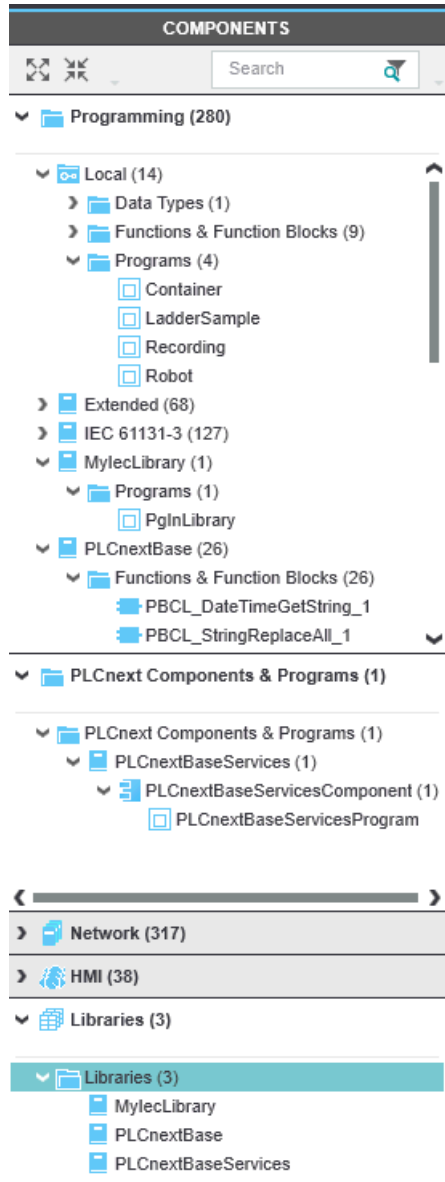 COMPONENTS
Search
Programming (280)
Local (14)
Data Types (1)
Functions & Function Blocks (9)
Programs (4)
Container
LadderSample
Recording
Robot
Extended (68)
IEC 61131-3 (127)
MyIecLibrary (1)
Programs (1)
PgInLibrary
PLCnextBase (26)
Functions & Function Blocks (26)
PBCL_DateTimeGetString_1
PBCL_StringReplaceAll_1
PLCnext Components & Programs (1)
PLCnext Components & Programs (1)
PLCnextBaseServices (1)
PLCnextBaseServicesComponent (1)
PLCnextBaseServicesProgram
Network (317)
HMI (38)
Libraries (3)
Libraries (3)
MyIecLibrary
PLCnextBase
PLCnextBaseServices